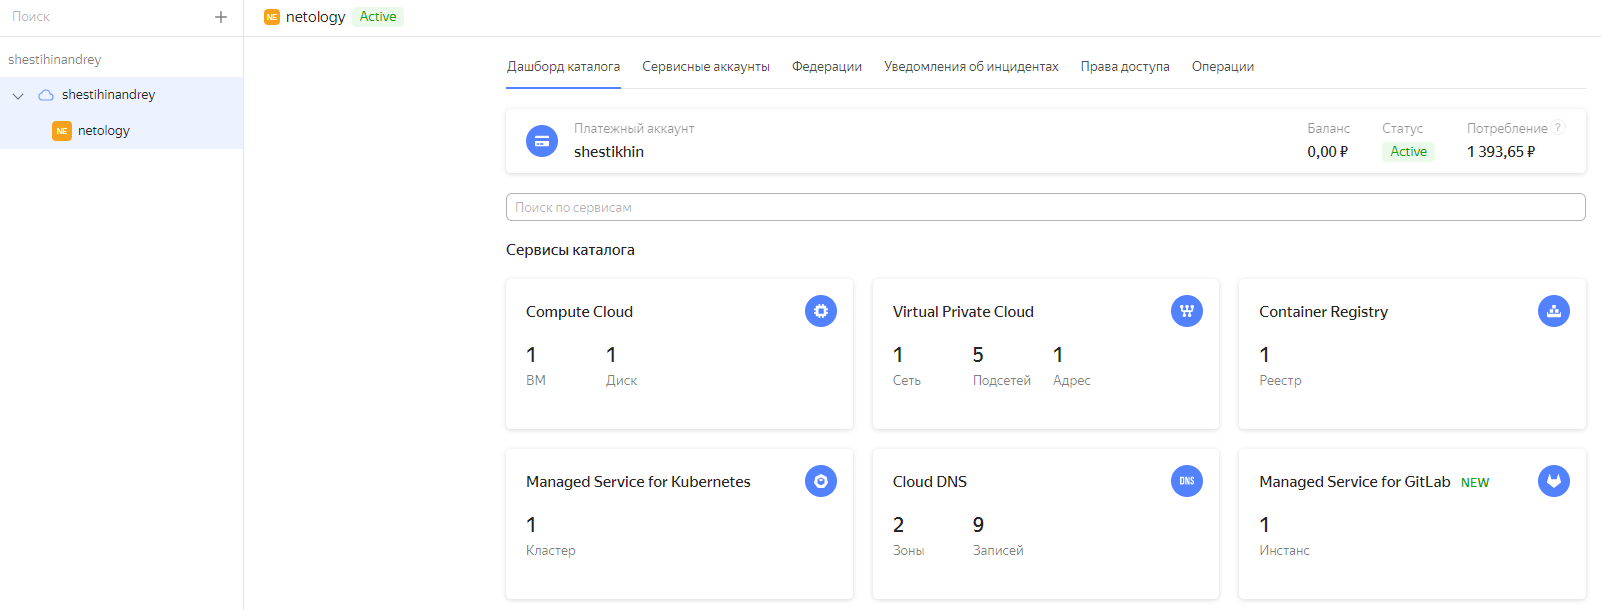 Поиск
NE netology Active
shestihinandrey
shestihinandrey
NE netology
Дашборд каталога Сервисные аккаунты Федерации Уведомления об инцидентах Права доступа Операции
Платежный аккаунт Баланс Статус Потребление ?
shestikhin 0,00 ₽ Active 1 393,65 ₽
Поиск по сервисам
Сервисы каталога
Compute Cloud
1 1
ВМ Диск
Virtual Private Cloud
1 5 1
Сеть Подсетей Адрес
Container Registry
1
Реестр
Managed Service for Kubernetes
1
Кластер
Cloud DNS DNS
2 9
Зоны Записей
Managed Service for GitLab NEW
1
Инстанс